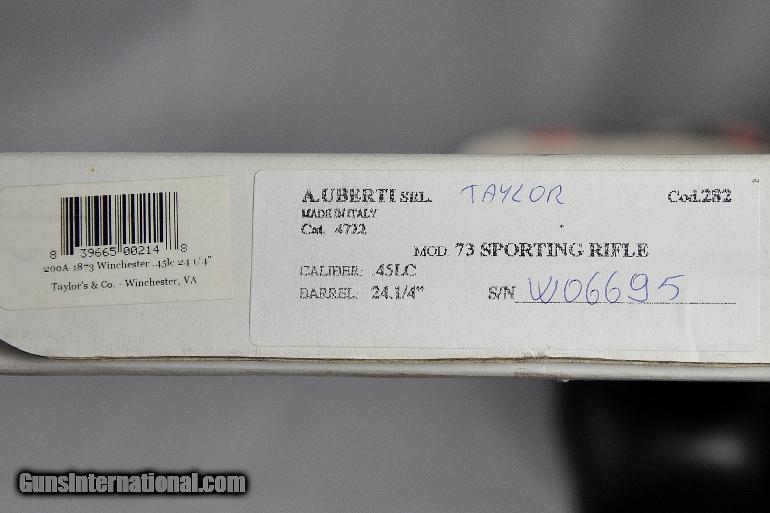 8 39665 00214 8
200A 1873 Winchester .45lc 24 1/4"
Taylor's & Co. - Winchester, VA
A.UBERTI SRL. TAYLOR Cod.282
MADE IN ITALY
Cat. 4722
MOD. 73 SPORTING RIFLE
CALIBER: .45LC
BARREL: 24.1/4" S/N W06695
GunsInternational.com